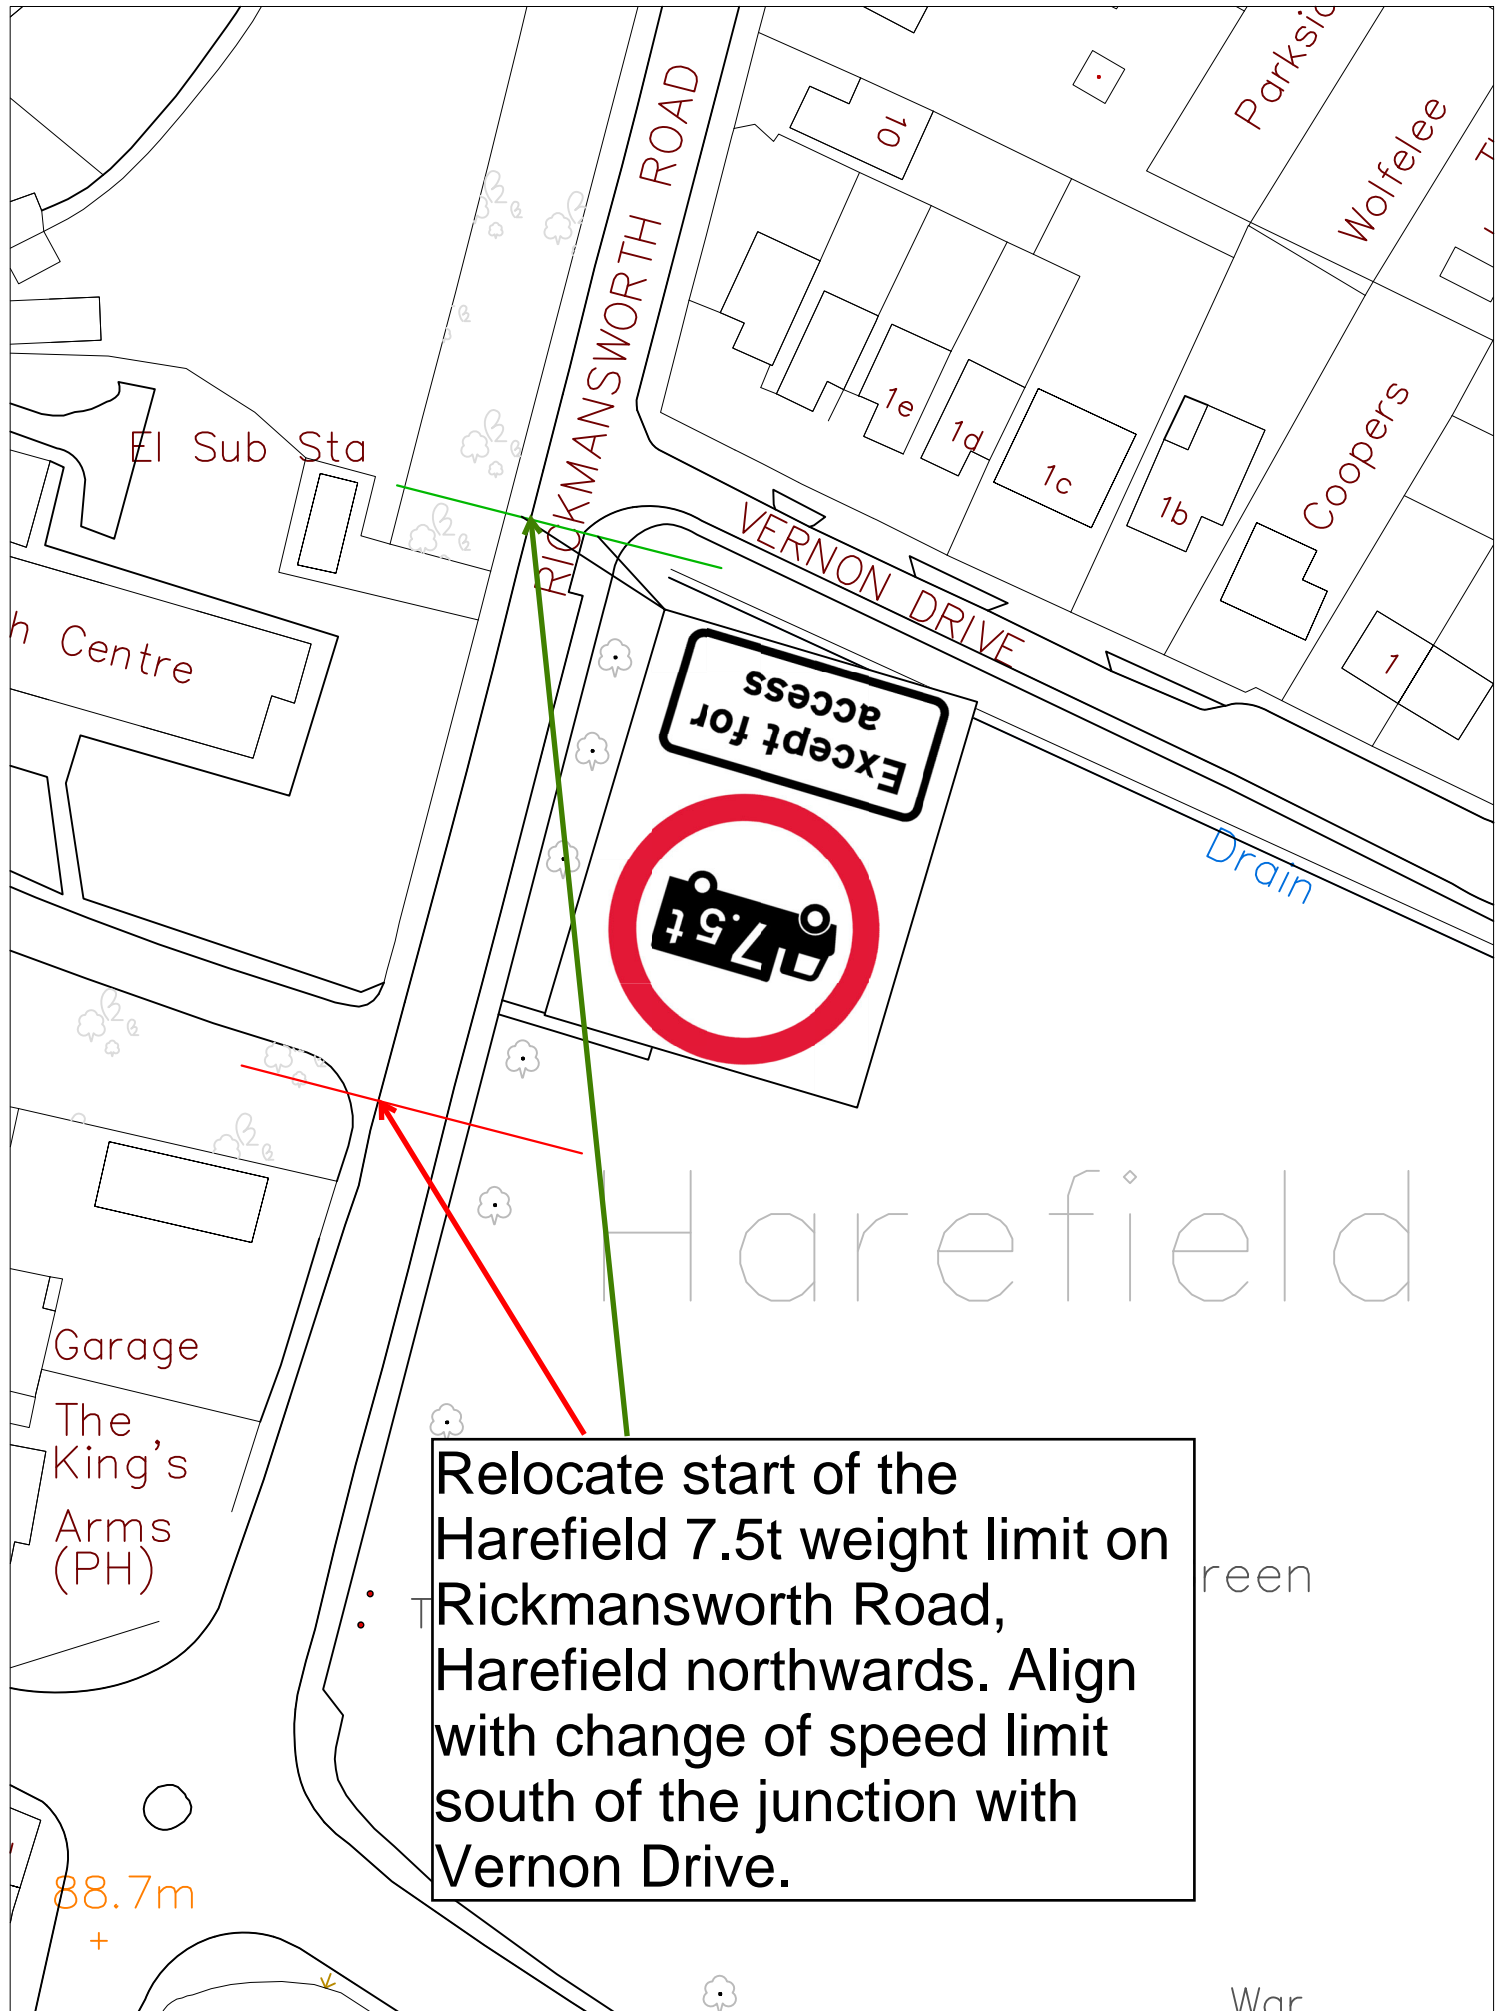 Parksid
Wolfelee
10
RICKMANSWORTH ROAD
El Sub Sta
1e
1d
1c
1b
Coopers
1
VERNON DRIVE
h Centre
Except for
access
7.5t
Drain
Harefield
Garage
The
King's
Arms
(PH)
Relocate start of the
Harefield 7.5t weight limit on
Rickmansworth Road,
Harefield northwards. Align
with change of speed limit
south of the junction with
Vernon Drive.
T
reen
88.7m
War